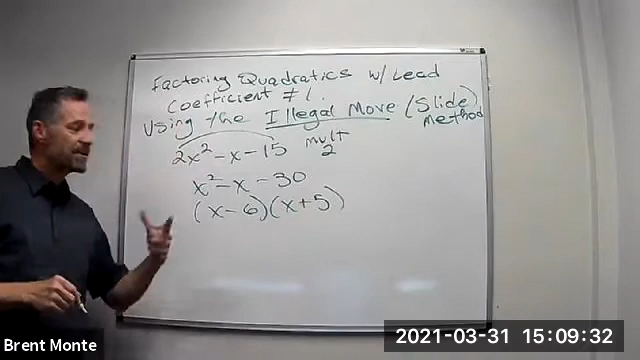 Factoring Quadratics w/ Lead
Coefficient ≠ 1.
Using the Illegal Move (Slide)
method
2x² - x - 15 mult
2
x² - x - 30
(x - 6)(x + 5)
Brent Monte
2021-03-31 15:09:32